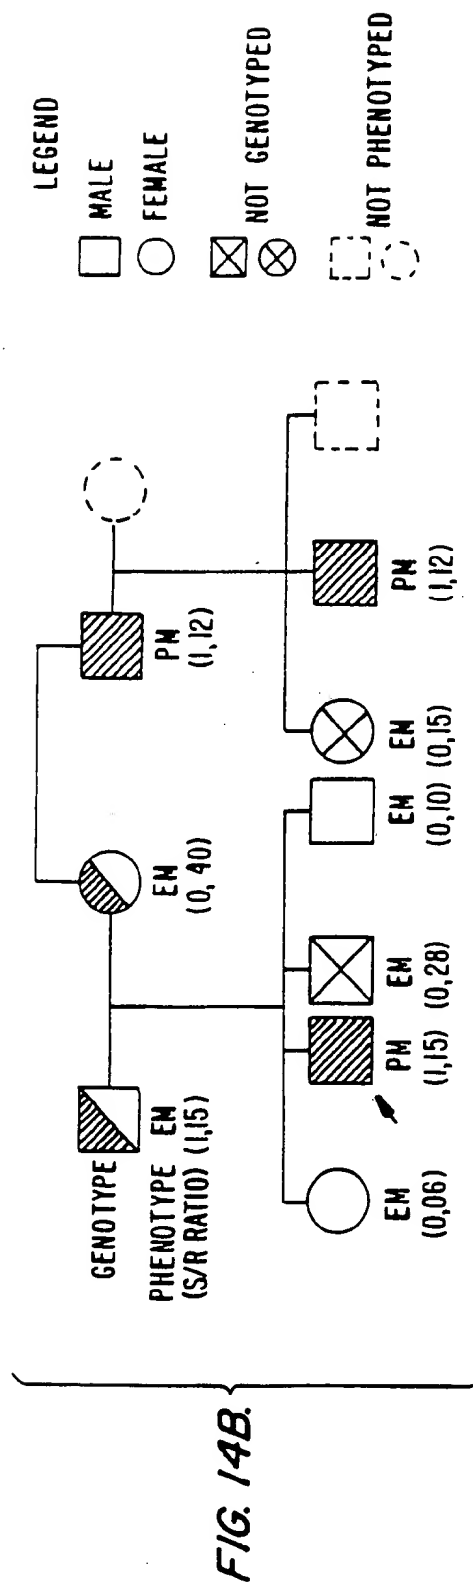 FIG. 14B.
GENOTYPE
PHENOTYPE EM
(S/R RATIO) (1,15)
EM
(0,40)
PM
(1,12)
EM
(0,06)
PM
(1,15)
EM
(0,28)
EM
(0,10)
EM
(0,15)
PM
(1,12)
LEGEND
MALE
FEMALE
NOT GENOTYPED
NOT PHENOTYPED